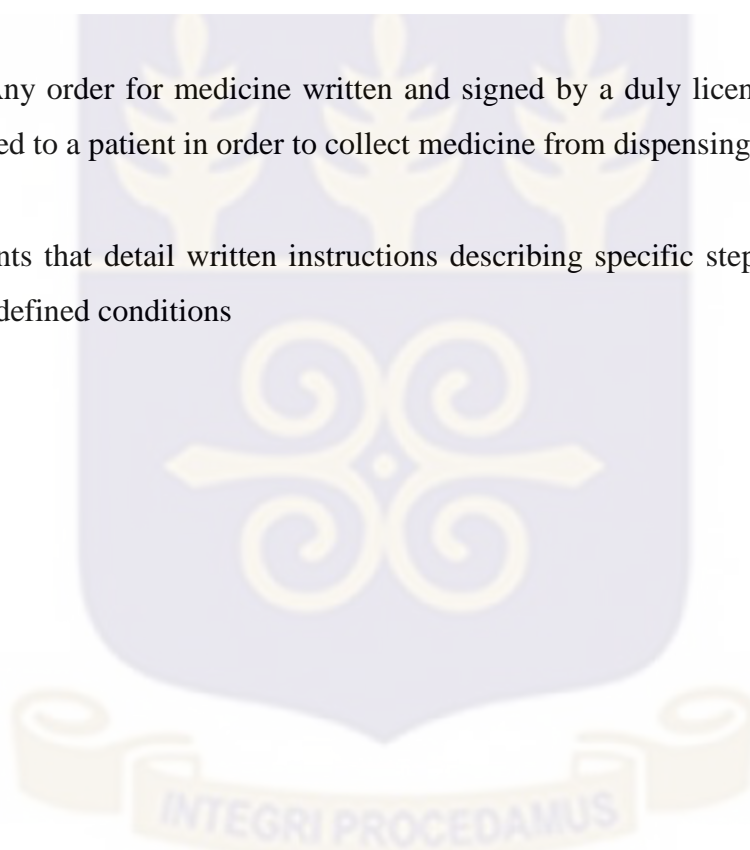 Any order for medicine written and signed by a duly licen
ed to a patient in order to collect medicine from dispensing
nts that detail written instructions describing specific step
defined conditions
INTEGRI PROCEDAMUS